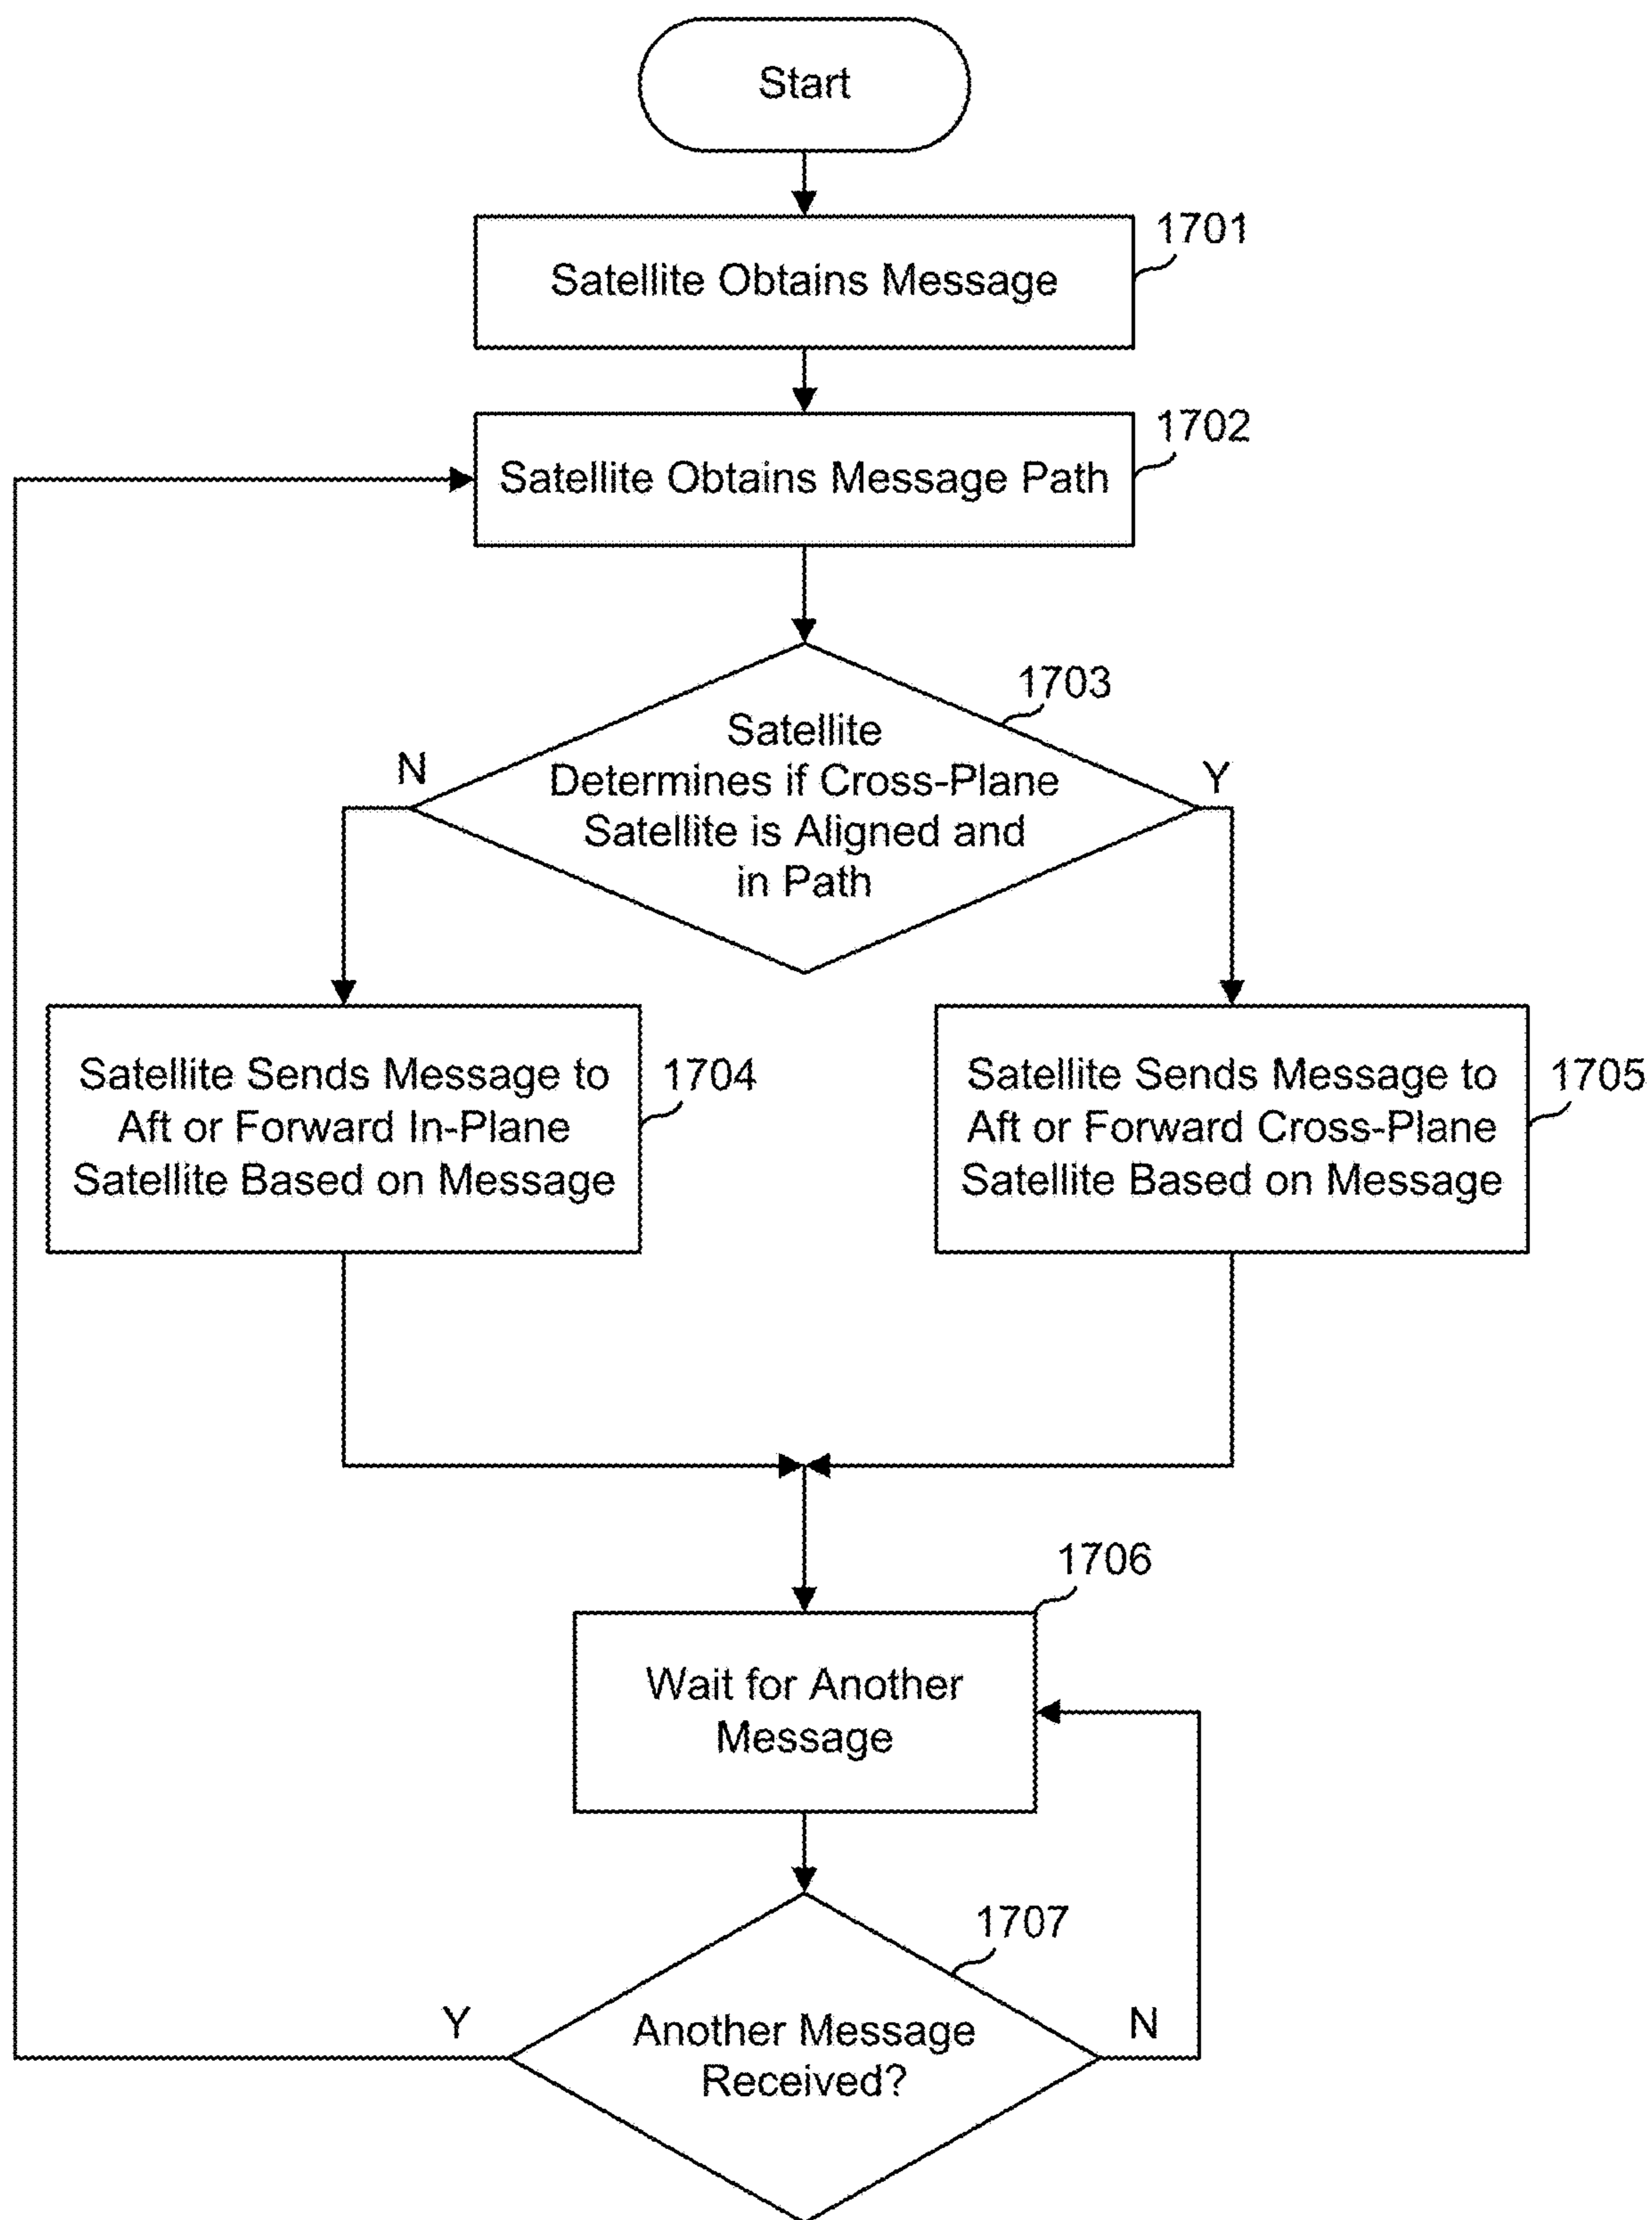 Start
1701
Satellite Obtains Message
1702
Satellite Obtains Message Path
1703
Satellite
Determines if Cross-Plane
Satellite is Aligned and
in Path
N
Y
Satellite Sends Message to
Aft or Forward In-Plane
Satellite Based on Message
1704
Satellite Sends Message to
Aft or Forward Cross-Plane
Satellite Based on Message
1705
1706
Wait for Another
Message
1707
Another Message
Received?
Y
N